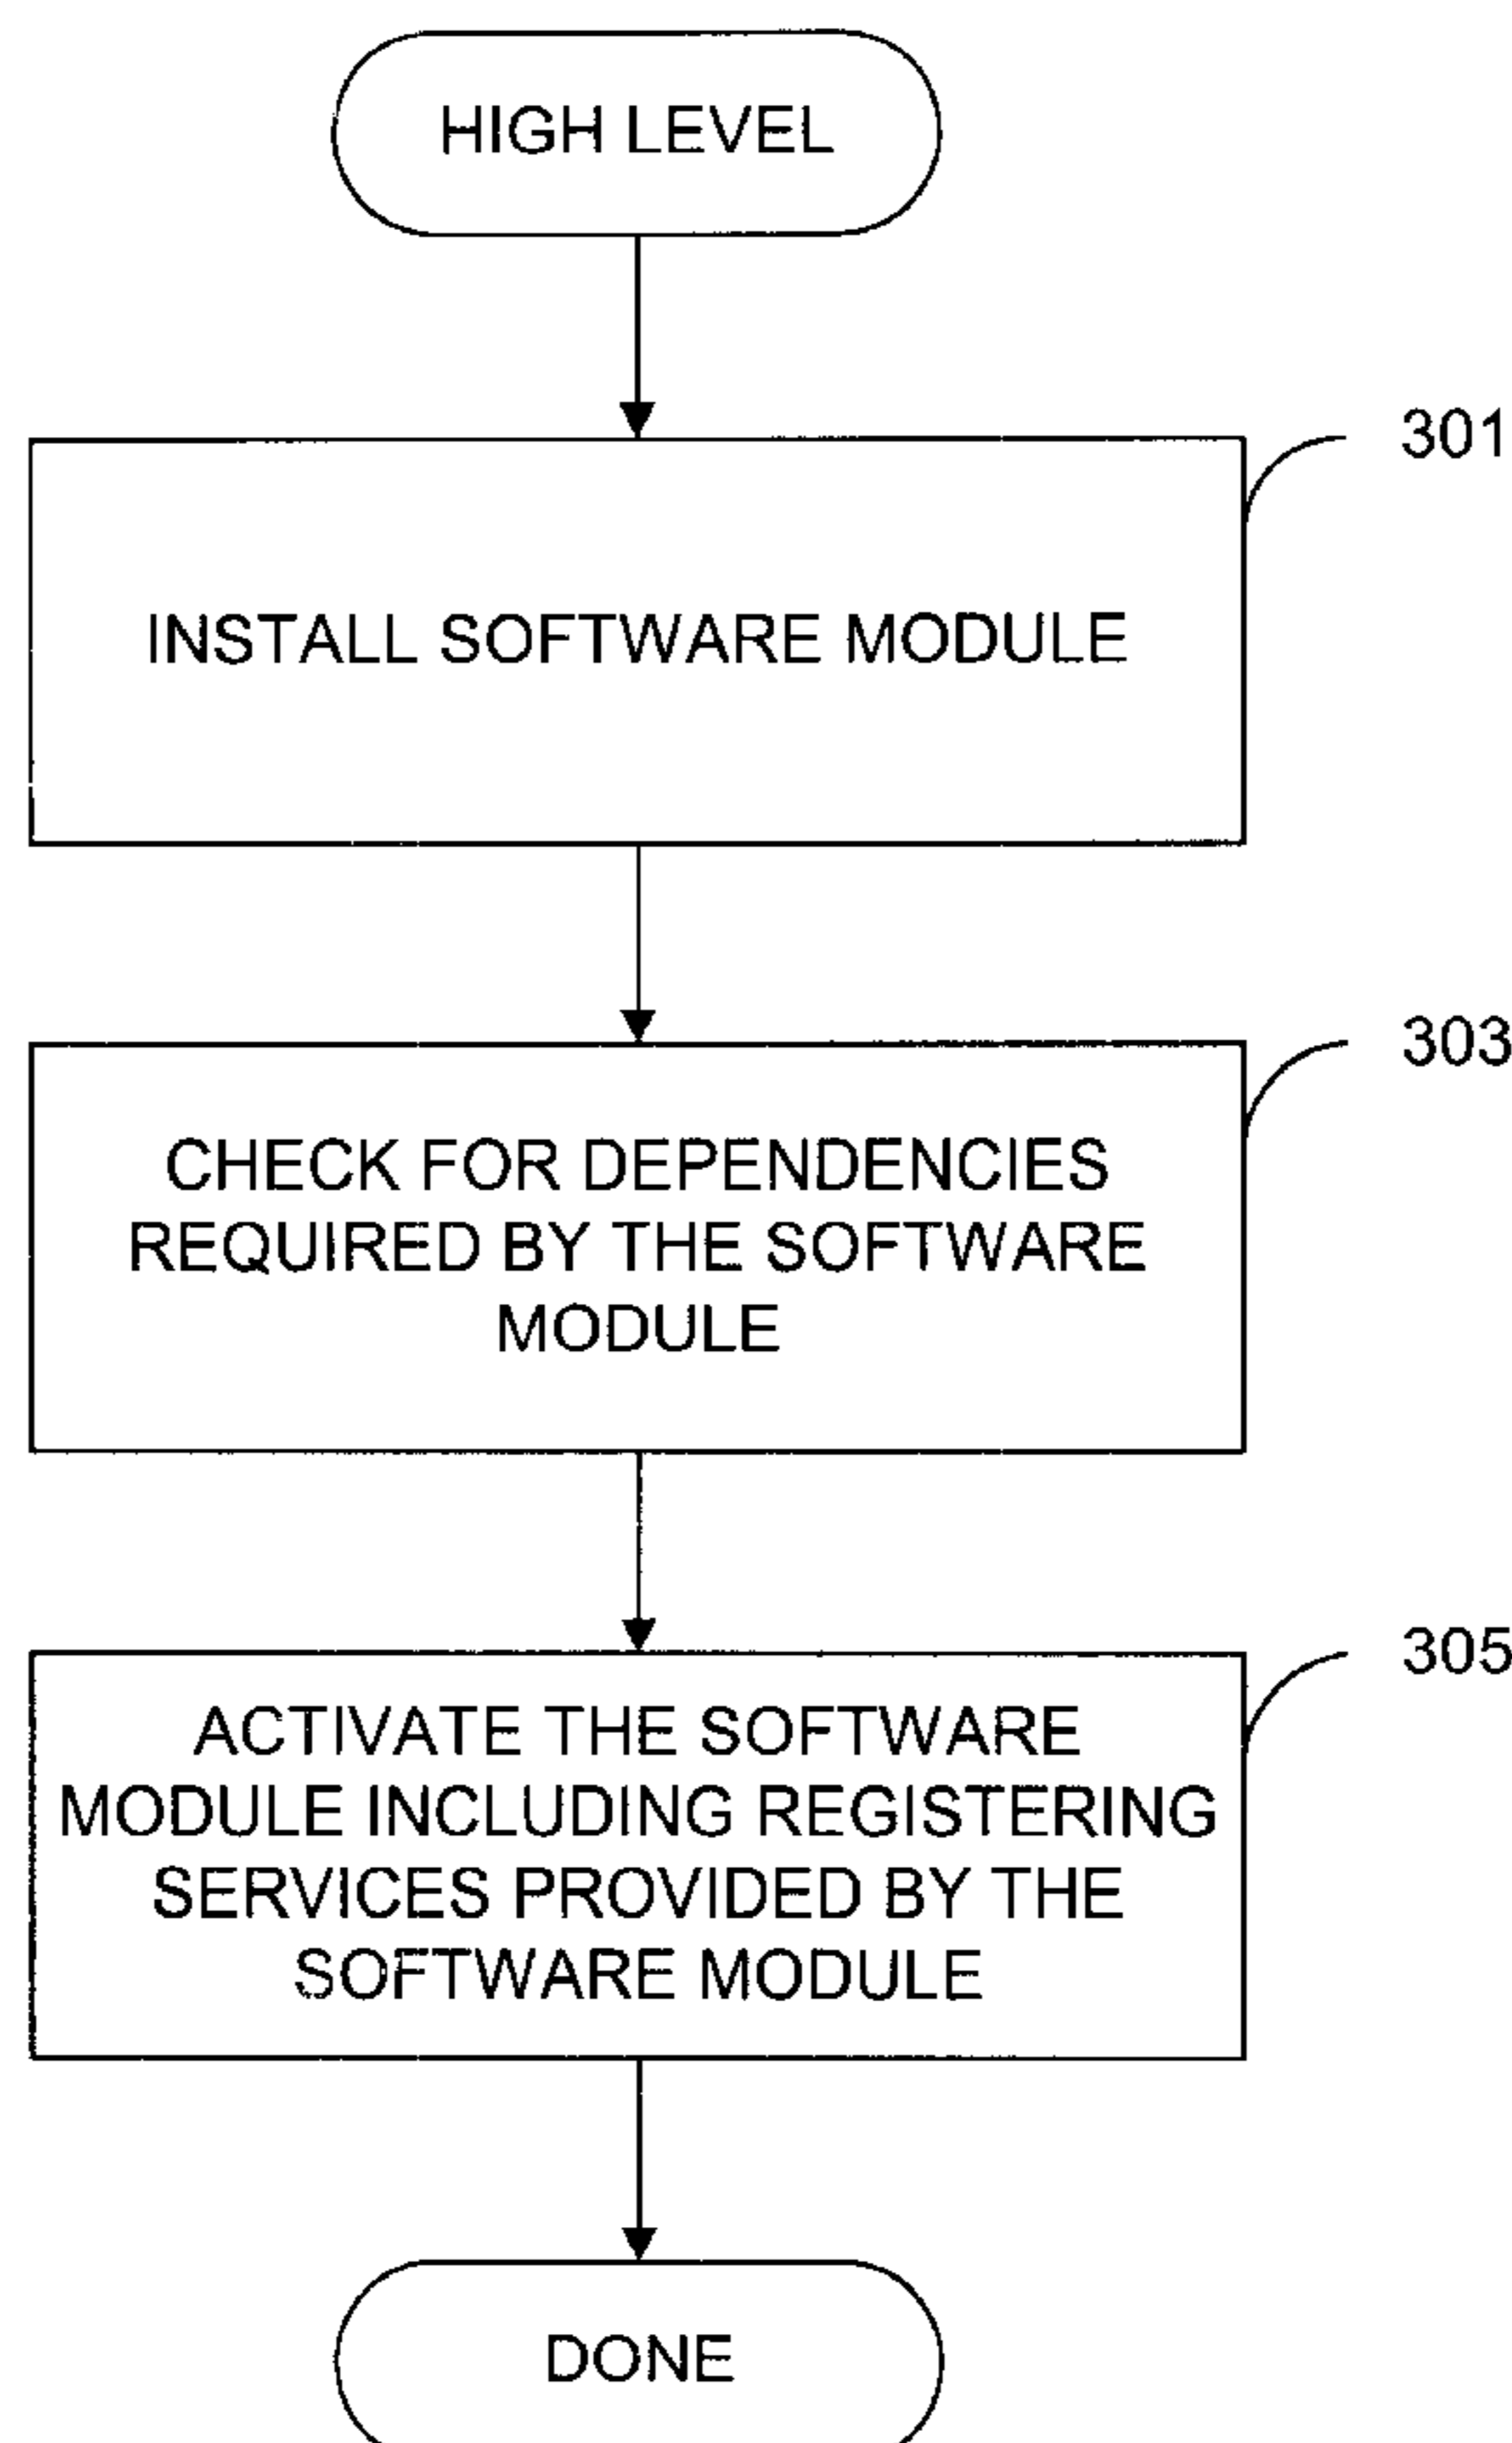 HIGH LEVEL
301
INSTALL SOFTWARE MODULE
303
CHECK FOR DEPENDENCIES
REQUIRED BY THE SOFTWARE
MODULE
305
ACTIVATE THE SOFTWARE
MODULE INCLUDING REGISTERING
SERVICES PROVIDED BY THE
SOFTWARE MODULE
DONE